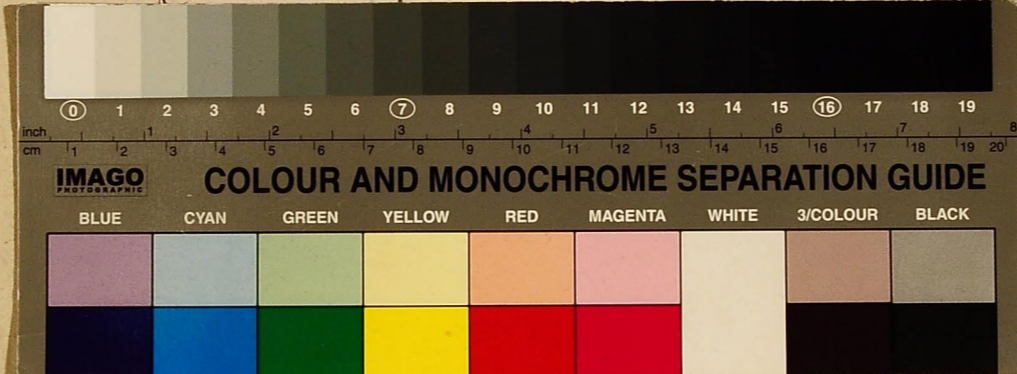 0 1 2 3 4 5 6 7 8 9 10 11 12 13 14 15 16 17 18 19
inch 1 2 3 4 5 6 7 8
cm 1 2 3 4 5 6 7 8 9 10 11 12 13 14 15 16 17 18 19 20
IMAGO
PHOTOGRAPHIC
COLOUR AND MONOCHROME SEPARATION GUIDE
BLUE CYAN GREEN YELLOW RED MAGENTA WHITE 3/COLOUR BLACK